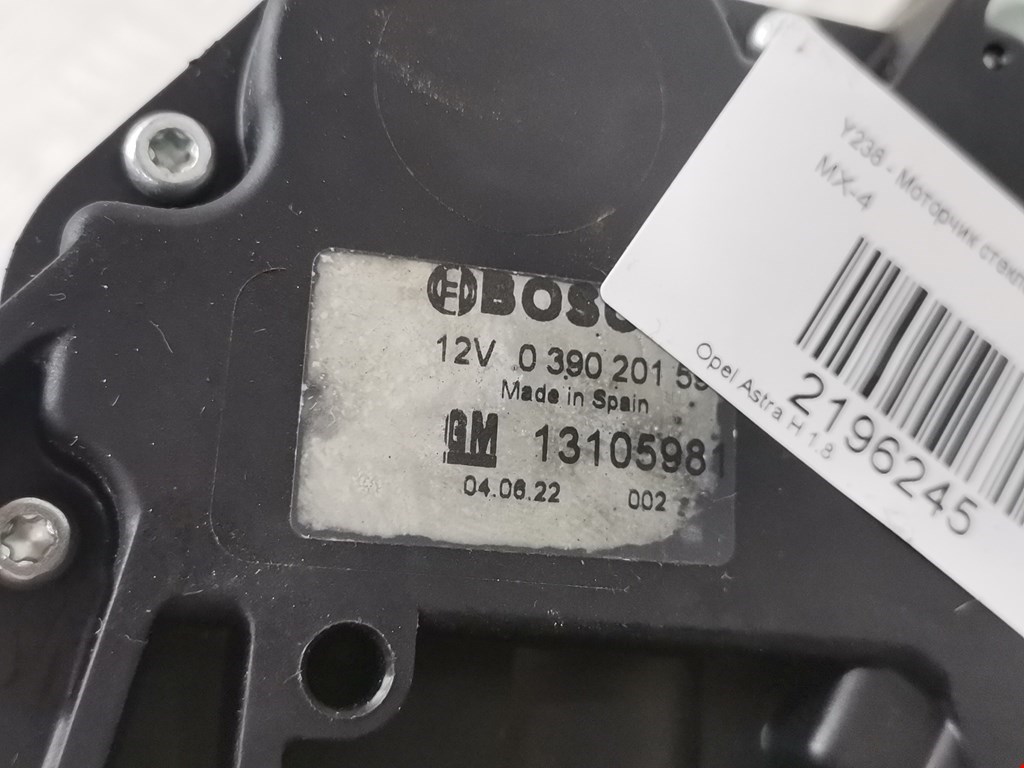 BOSC
12V 0 390 201 55
Made in Spain
GM 13105981
04.06.22 002
Y238 - Моторчик стекл
MX-4
2196245
Opel Astra H 1.8